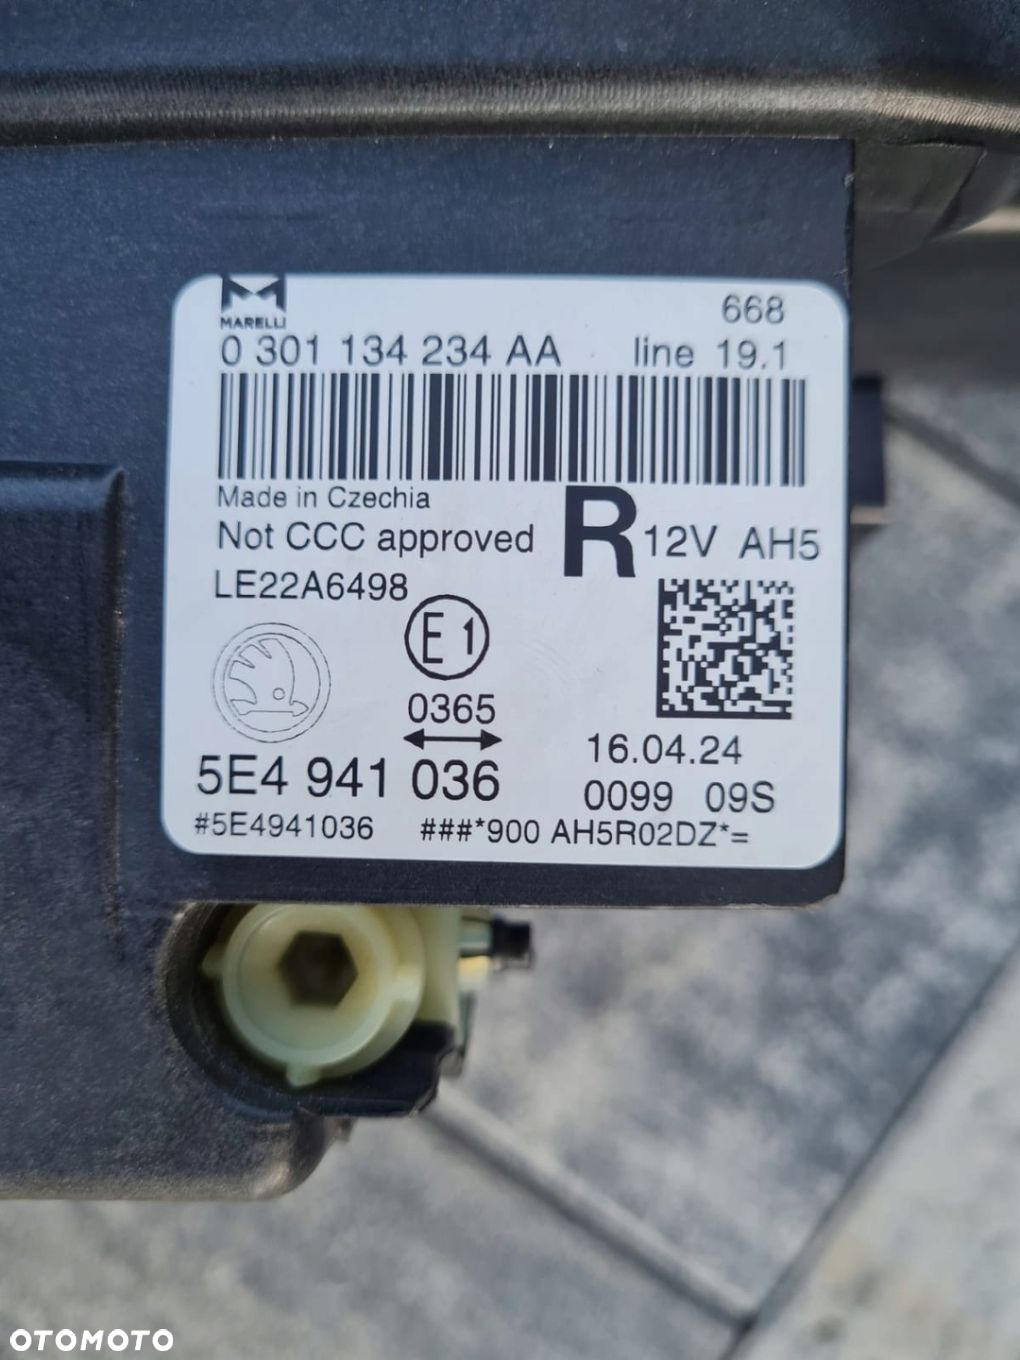 MARELLI
668
0 301 134 234 AA line 19.1
Made in Czechia
Not CCC approved R 12V AH5
LE22A6498
E1
0365
5E4 941 036
16.04.24
0099 09S
#5E4941036 ###*900 AH5R02DZ*=
OTOMOTO